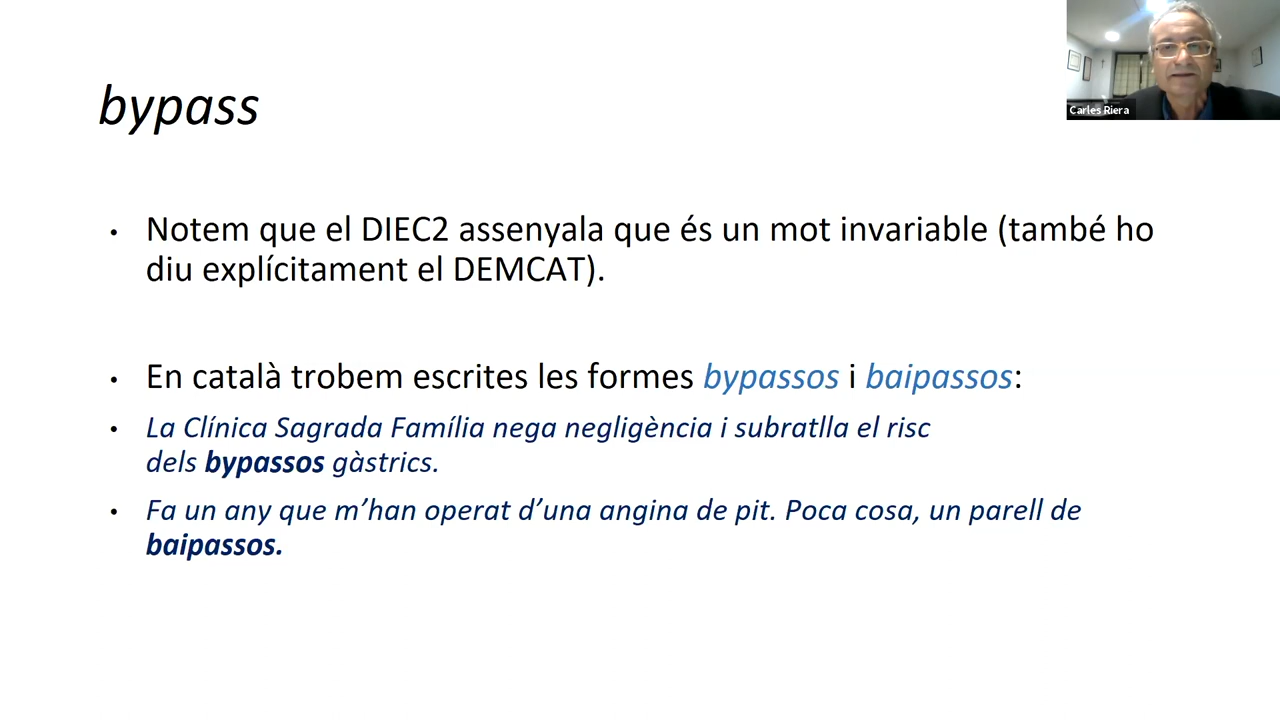 bypass
Carles Riera
• Notem que el DIEC2 assenyala que és un mot invariable (també ho
diu explícitament el DEMCAT).
• En català trobem escrites les formes bypassos i baipassos:
• La Clínica Sagrada Família nega negligència i subratlla el risc
dels bypassos gàstrics.
• Fa un any que m’han operat d’una angina de pit. Poca cosa, un parell de
baipassos.